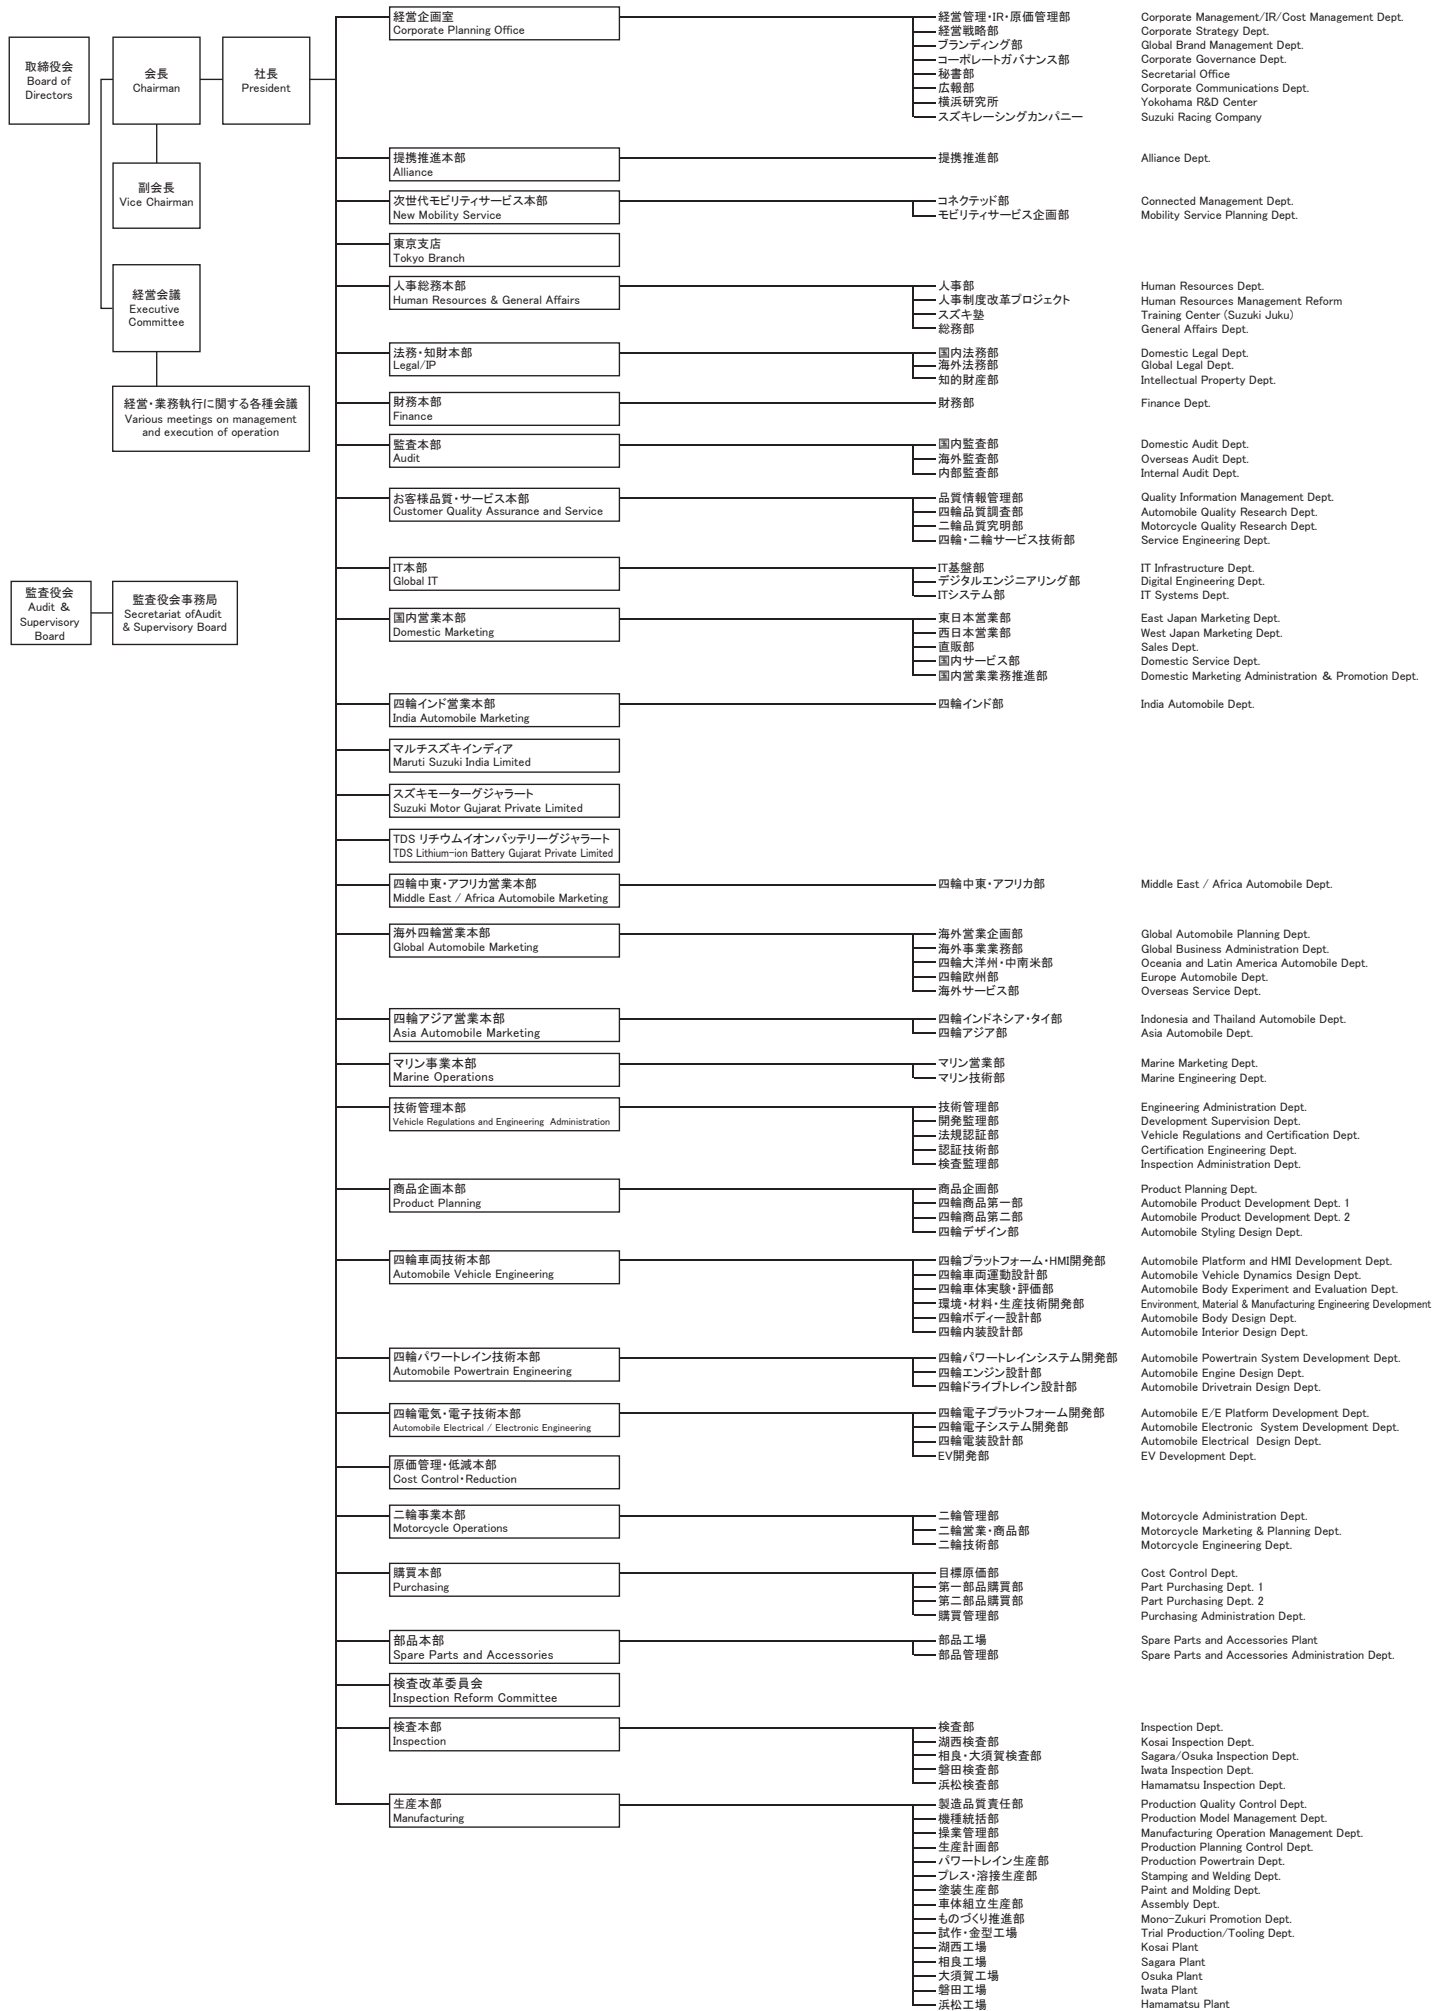 取締役会
Board of
Directors
会長
Chairman
社長
President
副会長
Vice Chairman
経営会議
Executive
Committee
経営・業務執行に関する各種会議
Various meetings on management
and execution of operation
監査役会
Audit &
Supervisory
Board
監査役会事務局
Secretariat ofAudit
& Supervisory Board
経営企画室
Corporate Planning Office
経営管理・IR・原価管理部 Corporate Management/IR/Cost Management Dept.
経営戦略部 Corporate Strategy Dept.
ブランディング部 Global Brand Management Dept.
コーポレートガバナンス部 Corporate Governance Dept.
秘書部 Secretarial Office
広報部 Corporate Communications Dept.
横浜研究所 Yokohama R&D Center
スズキレーシングカンパニー Suzuki Racing Company
提携推進本部
Alliance
提携推進部 Alliance Dept.
次世代モビリティサービス本部
New Mobility Service
コネクテッド部 Connected Management Dept.
モビリティサービス企画部 Mobility Service Planning Dept.
東京支店
Tokyo Branch
人事総務本部
Human Resources & General Affairs
人事部 Human Resources Dept.
人事制度改革プロジェクト Human Resources Management Reform
スズキ塾 Training Center (Suzuki Juku)
総務部 General Affairs Dept.
法務・知財本部
Legal/IP
国内法務部 Domestic Legal Dept.
海外法務部 Global Legal Dept.
知的財産部 Intellectual Property Dept.
財務本部
Finance
財務部 Finance Dept.
監査本部
Audit
国内監査部 Domestic Audit Dept.
海外監査部 Overseas Audit Dept.
内部監査部 Internal Audit Dept.
お客様品質・サービス本部
Customer Quality Assurance and Service
品質情報管理部 Quality Information Management Dept.
四輪品質調査部 Automobile Quality Research Dept.
二輪品質究明部 Motorcycle Quality Research Dept.
四輪・二輪サービス技術部 Service Engineering Dept.
IT本部
Global IT
IT基盤部 IT Infrastructure Dept.
デジタルエンジニアリング部 Digital Engineering Dept.
ITシステム部 IT Systems Dept.
国内営業本部
Domestic Marketing
東日本営業部 East Japan Marketing Dept.
西日本営業部 West Japan Marketing Dept.
直販部 Sales Dept.
国内サービス部 Domestic Service Dept.
国内営業業務推進部 Domestic Marketing Administration & Promotion Dept.
四輪インド営業本部
India Automobile Marketing
四輪インド部 India Automobile Dept.
マルチスズキインディア
Maruti Suzuki India Limited
スズキモーターグジャラート
Suzuki Motor Gujarat Private Limited
TDS リチウムイオンバッテリーグジャラート
TDS Lithium-ion Battery Gujarat Private Limited
四輪中東・アフリカ営業本部
Middle East / Africa Automobile Marketing
四輪中東・アフリカ部 Middle East / Africa Automobile Dept.
海外四輪営業本部
Global Automobile Marketing
海外営業企画部 Global Automobile Planning Dept.
海外事業業務部 Global Business Administration Dept.
四輪大洋州・中南米部 Oceania and Latin America Automobile Dept.
四輪欧州部 Europe Automobile Dept.
海外サービス部 Overseas Service Dept.
四輪アジア営業本部
Asia Automobile Marketing
四輪インドネシア・タイ部 Indonesia and Thailand Automobile Dept.
四輪アジア部 Asia Automobile Dept.
マリン事業本部
Marine Operations
マリン営業部 Marine Marketing Dept.
マリン技術部 Marine Engineering Dept.
技術管理本部
Vehicle Regulations and Engineering Administration
技術管理部 Engineering Administration Dept.
開発監理部 Development Supervision Dept.
法規認証部 Vehicle Regulations and Certification Dept.
認証技術部 Certification Engineering Dept.
検査監理部 Inspection Administration Dept.
商品企画本部
Product Planning
商品企画部 Product Planning Dept.
四輪商品第一部 Automobile Product Development Dept. 1
四輪商品第二部 Automobile Product Development Dept. 2
四輪デザイン部 Automobile Styling Design Dept.
四輪車両技術本部
Automobile Vehicle Engineering
四輪プラットフォーム・HMI開発部 Automobile Platform and HMI Development Dept.
四輪車両運動設計部 Automobile Vehicle Dynamics Design Dept.
四輪車体実験・評価部 Automobile Body Experiment and Evaluation Dept.
環境・材料・生産技術開発部 Environment, Material & Manufacturing Engineering Development
四輪ボディー設計部 Automobile Body Design Dept.
四輪内装設計部 Automobile Interior Design Dept.
四輪パワートレイン技術本部
Automobile Powertrain Engineering
四輪パワートレインシステム開発部 Automobile Powertrain System Development Dept.
四輪エンジン設計部 Automobile Engine Design Dept.
四輪ドライブトレイン設計部 Automobile Drivetrain Design Dept.
四輪電気・電子技術本部
Automobile Electrical / Electronic Engineering
四輪電子プラットフォーム開発部 Automobile E/E Platform Development Dept.
四輪電子システム開発部 Automobile Electronic System Development Dept.
四輪電装設計部 Automobile Electrical Design Dept.
EV開発部 EV Development Dept.
原価管理・低減本部
Cost Control・Reduction
二輪事業本部
Motorcycle Operations
二輪管理部 Motorcycle Administration Dept.
二輪営業・商品部 Motorcycle Marketing & Planning Dept.
二輪技術部 Motorcycle Engineering Dept.
購買本部
Purchasing
目標原価部 Cost Control Dept.
第一部品購買部 Part Purchasing Dept. 1
第二部品購買部 Part Purchasing Dept. 2
購買管理部 Purchasing Administration Dept.
部品本部
Spare Parts and Accessories
部品工場 Spare Parts and Accessories Plant
部品管理部 Spare Parts and Accessories Administration Dept.
検査改革委員会
Inspection Reform Committee
検査本部
Inspection
検査部 Inspection Dept.
湖西検査部 Kosai Inspection Dept.
相良・大須賀検査部 Sagara/Osuka Inspection Dept.
磐田検査部 Iwata Inspection Dept.
浜松検査部 Hamamatsu Inspection Dept.
生産本部
Manufacturing
製造品質責任部 Production Quality Control Dept.
機種統括部 Production Model Management Dept.
操業管理部 Manufacturing Operation Management Dept.
生産計画部 Production Planning Control Dept.
パワートレイン生産部 Production Powertrain Dept.
プレス・溶接生産部 Stamping and Welding Dept.
塗装生産部 Paint and Molding Dept.
車体組立生産部 Assembly Dept.
ものづくり推進部 Mono-Zukuri Promotion Dept.
試作・金型工場 Trial Production/Tooling Dept.
湖西工場 Kosai Plant
相良工場 Sagara Plant
大須賀工場 Osuka Plant
磐田工場 Iwata Plant
浜松工場 Hamamatsu Plant